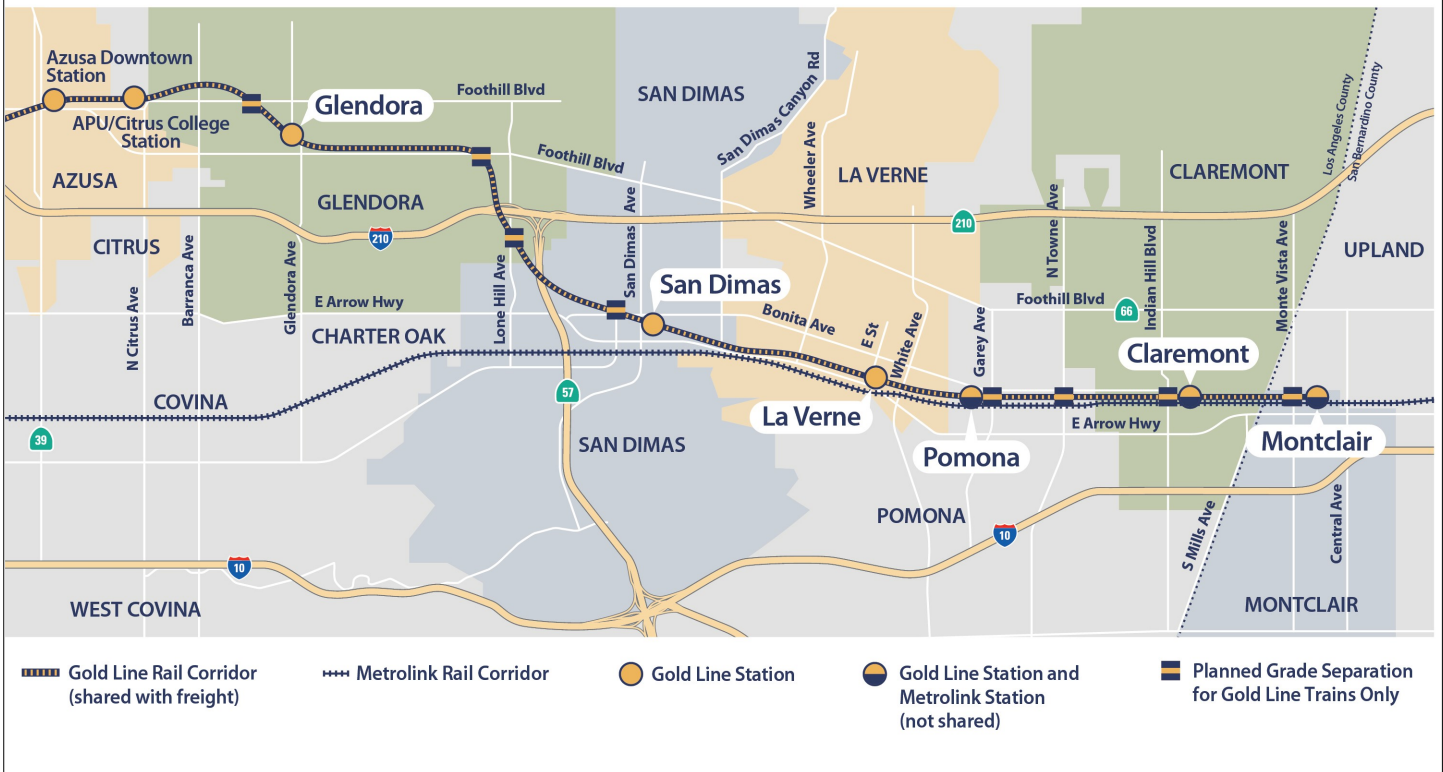 Azusa Downtown
Station
APU/Citrus College
Station
Glendora
Foothill Blvd
SAN DIMAS
San Dimas Canyon Rd
Foothill Blvd
Wheeler Ave
LA VERNE
CLAREMONT
Los Angeles County
San Bernardino County
AZUSA
GLENDORA
210
210
CITRUS
UPLAND
N Citrus Ave
Barranca Ave
Glendora Ave
Lone Hill Ave
San Dimas Ave
N Towne Ave
Indian Hill Blvd
Monte Vista Ave
E Arrow Hwy
San Dimas
Bonita Ave
E St
White Ave
Garey Ave
Foothill Blvd
66
CHARTER OAK
Claremont
COVINA
57
La Verne
E Arrow Hwy
39
SAN DIMAS
Pomona
Montclair
POMONA
10
S Mills Ave
Central Ave
10
WEST COVINA
MONTCLAIR
Gold Line Rail Corridor
(shared with freight)
Metrolink Rail Corridor
Gold Line Station
Gold Line Station and
Metrolink Station
(not shared)
Planned Grade Separation
for Gold Line Trains Only